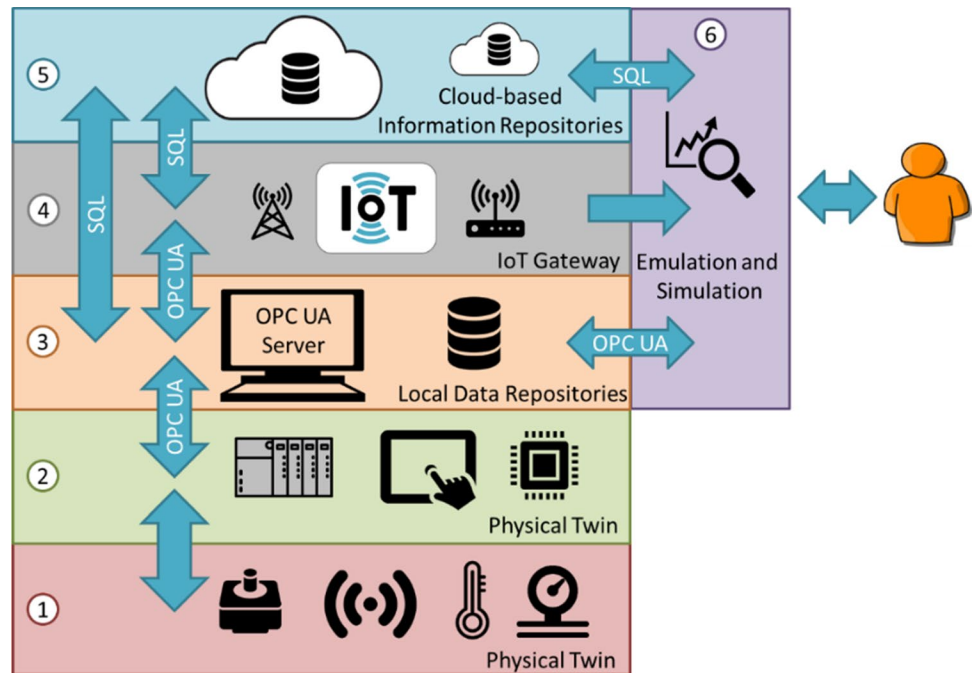 5
SQL
SQL
Cloud-based
Information Repositories
SQL
6
4
OPC UA
IoT
IoT Gateway
Emulation and
Simulation
3
OPC UA
Server
Local Data Repositories
OPC UA
OPC UA
2
Physical Twin
1
Physical Twin